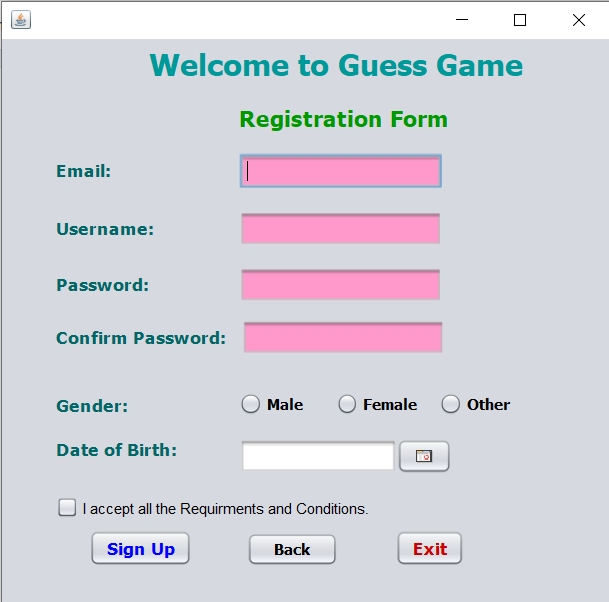 Welcome to Guess Game
Registration Form
Email:
Username:
Password:
Confirm Password:
Gender: Male Female Other
Date of Birth:
I accept all the Requirments and Conditions.
Sign Up Back Exit